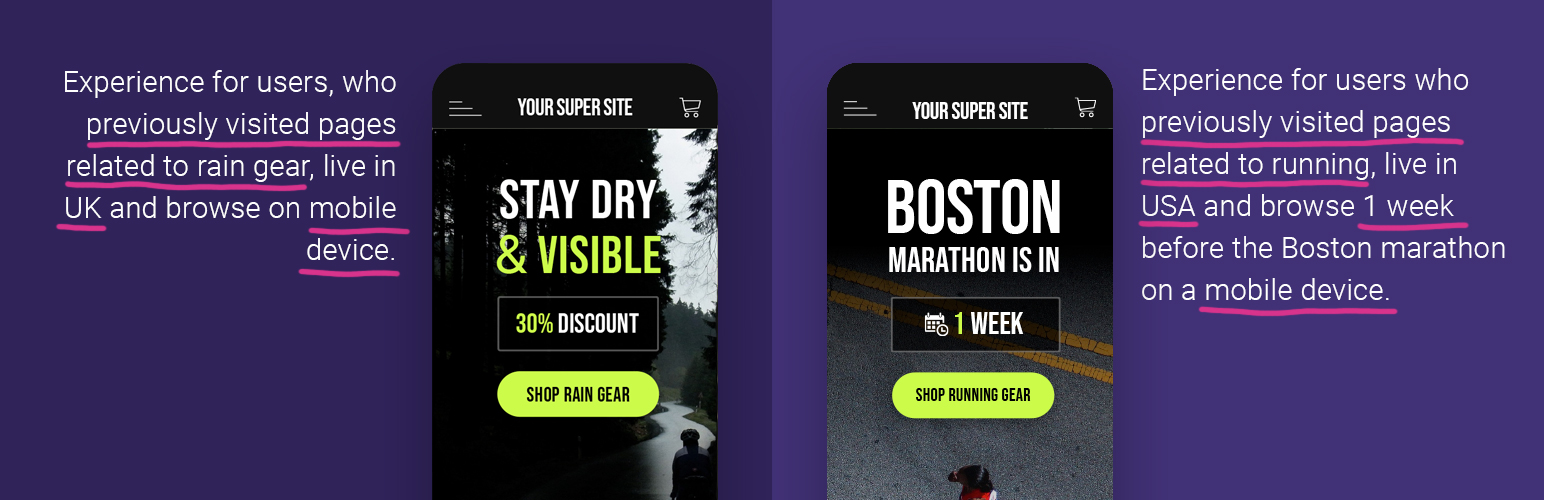 Experience for users, who
previously visited pages
related to rain gear, live in
UK and browse on mobile
device.
YOUR SUPER SITE
STAY DRY
& VISIBLE
30% DISCOUNT
SHOP RAIN GEAR
YOUR SUPER SITE
BOSTON
MARATHON IS IN
1 WEEK
SHOP RUNNING GEAR
Experience for users who
previously visited pages
related to running, live in
USA and browse 1 week
before the Boston marathon
on a mobile device.